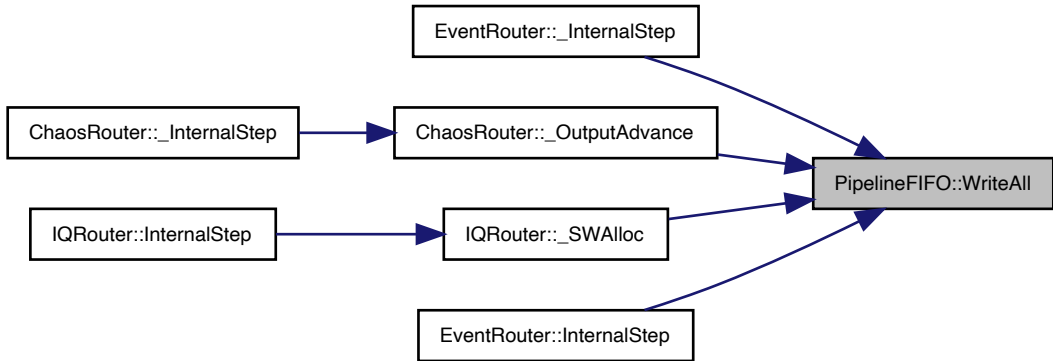 EventRouter::_InternalStep
ChaosRouter::_InternalStep
ChaosRouter::_OutputAdvance
PipelineFIFO::WriteAll
IQRouter::InternalStep
IQRouter::_SWAlloc
EventRouter::InternalStep